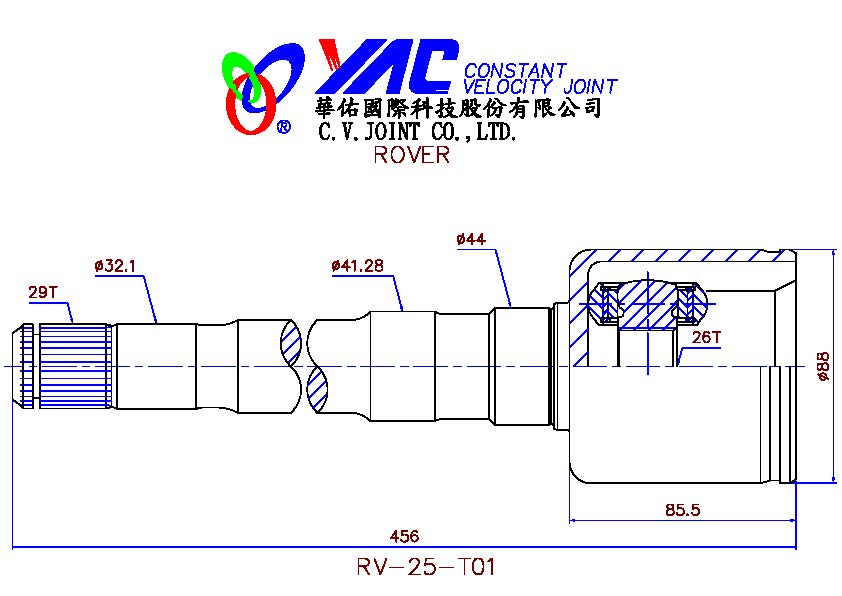 YAC CONSTANT
VELOCITY JOINT
®
華佑國際科技股份有限公司
C.V.JOINT CO.,LTD.
ROVER
ø44
ø32.1
ø41.28
29T
26T
ø88
85.5
456
RV-25-T01